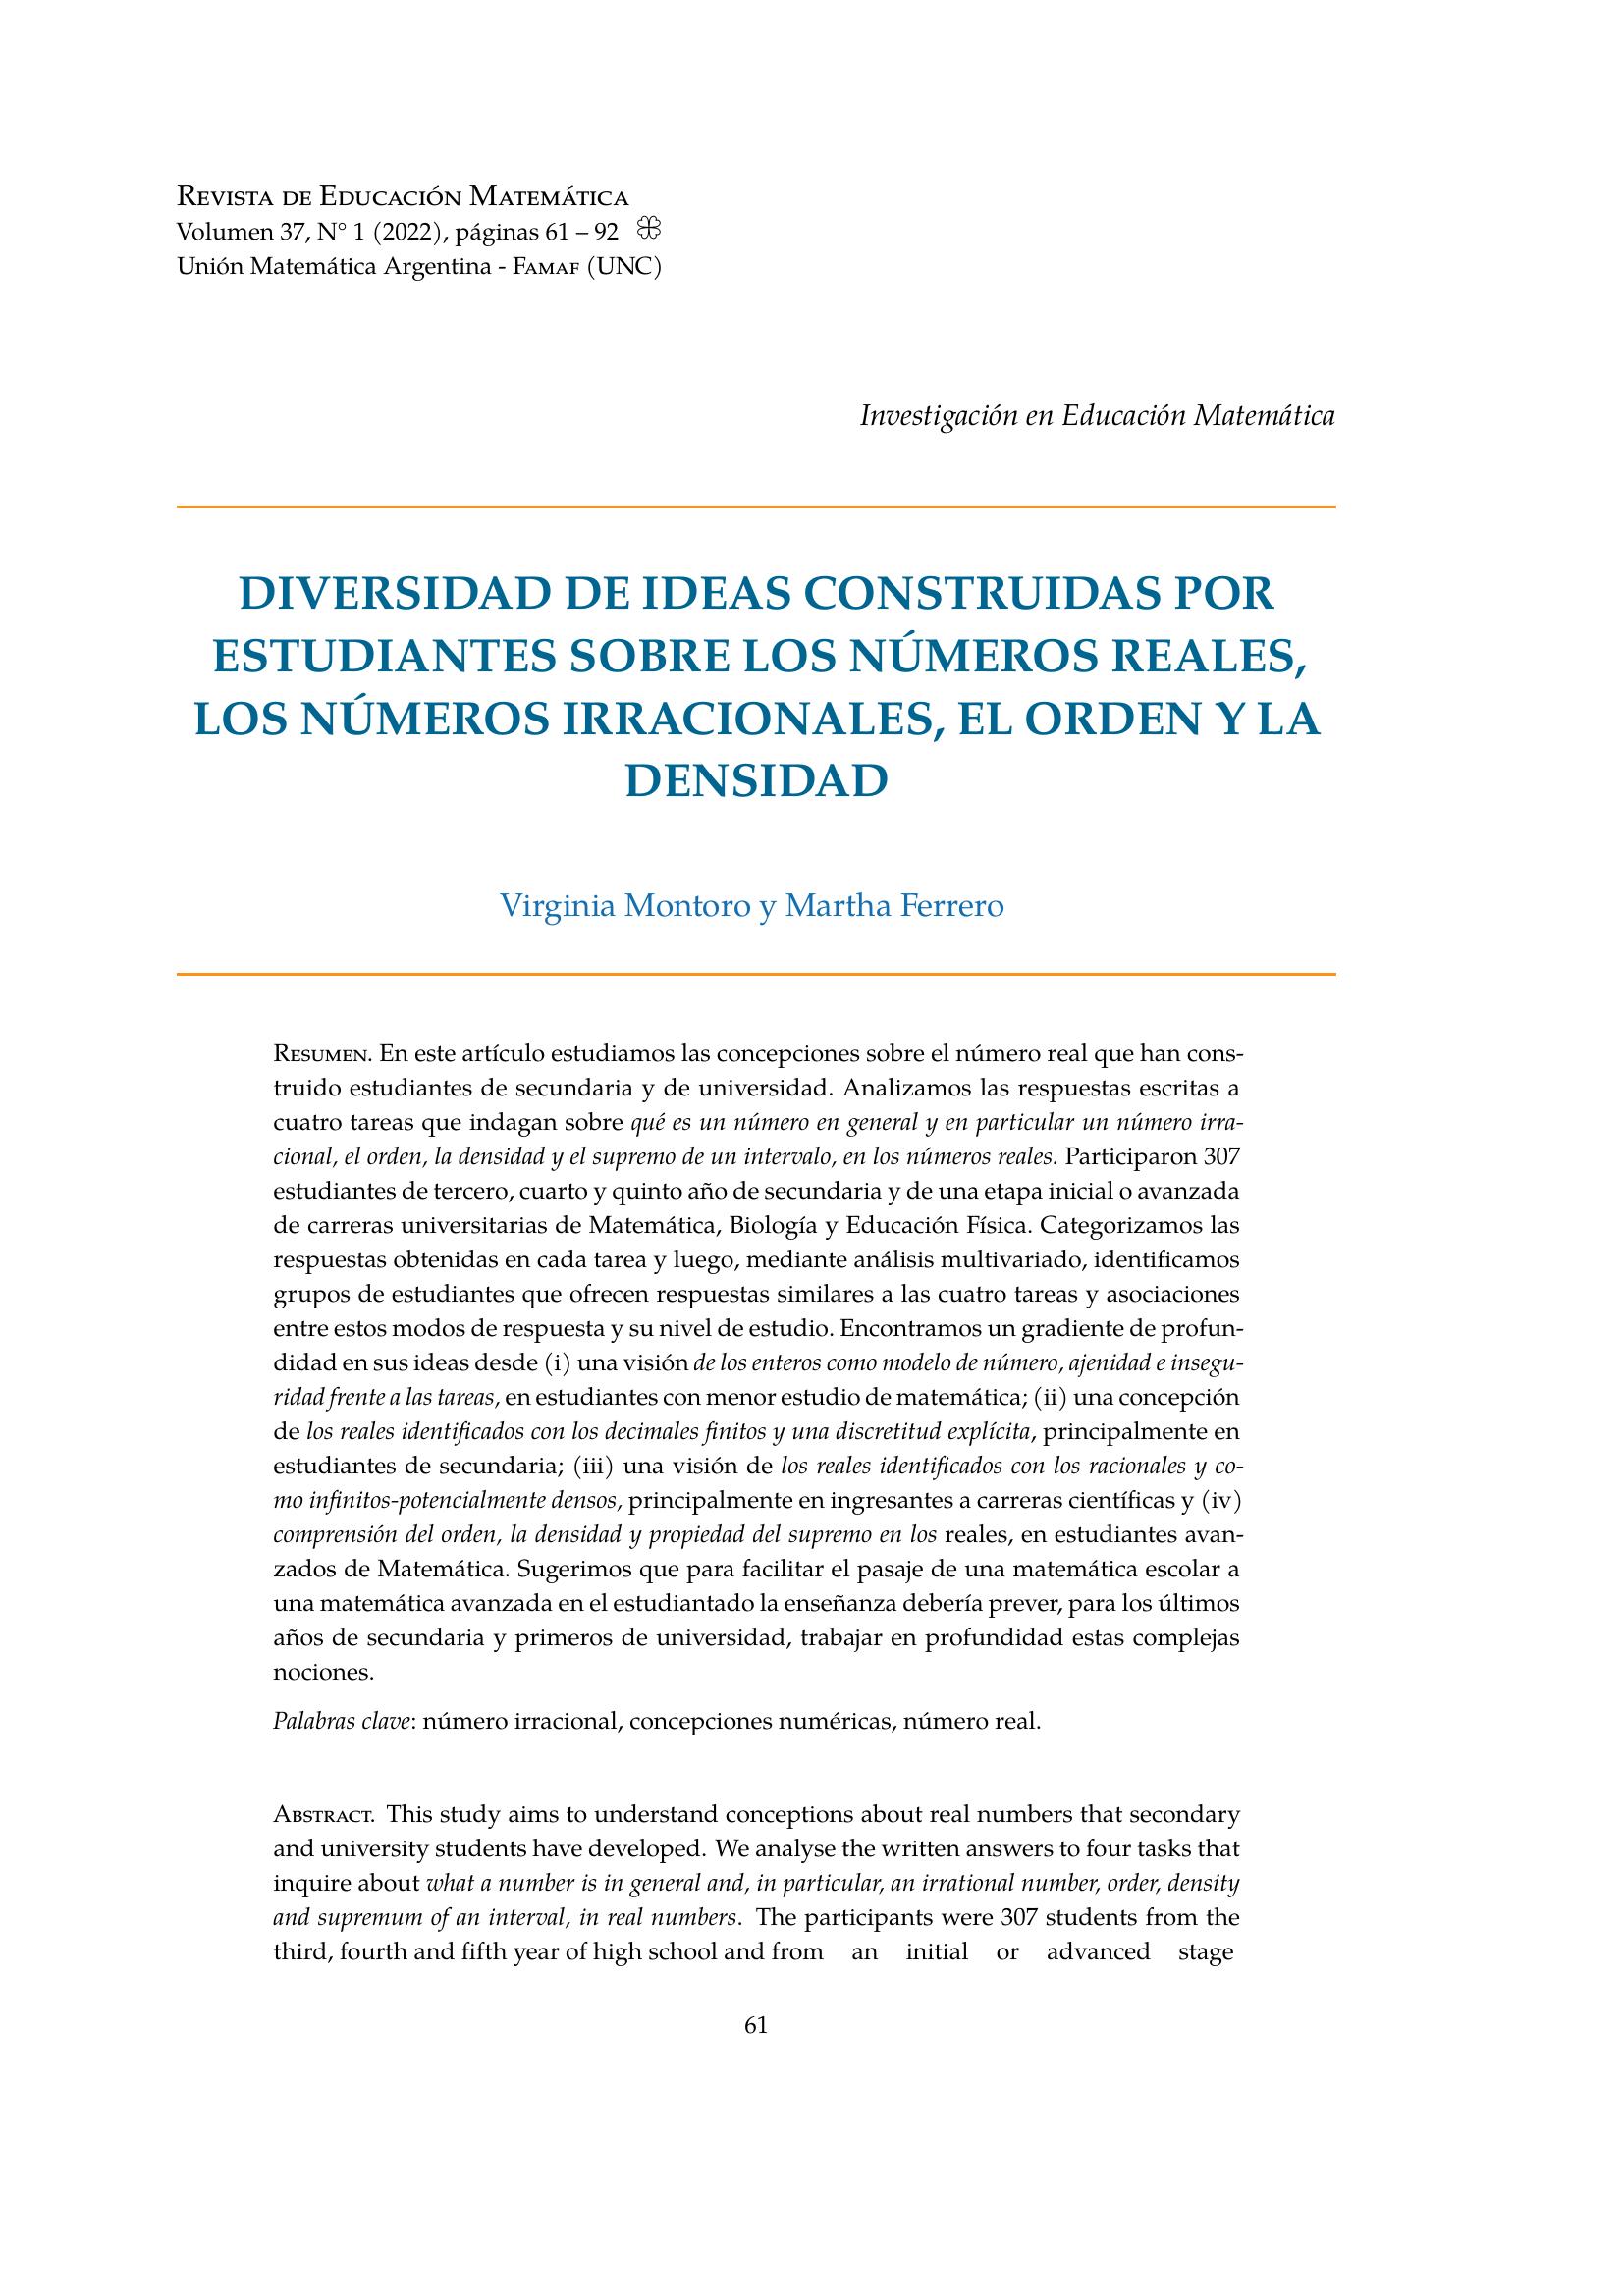 REVISTA DE EDUCACIÓN MATEMÁTICA
Volumen 37, N° 1 (2022), páginas 61 – 92
Unión Matemática Argentina - FAMAF (UNC)
Investigación en Educación Matemática
DIVERSIDAD DE IDEAS CONSTRUIDAS POR
ESTUDIANTES SOBRE LOS NÚMEROS REALES,
LOS NÚMEROS IRRACIONALES, EL ORDEN Y LA
DENSIDAD
Virginia Montoro y Martha Ferrero
RESUMEN. En este artículo estudiamos las concepciones sobre el número real que han cons-
truido estudiantes de secundaria y de universidad. Analizamos las respuestas escritas a
cuatro tareas que indagan sobre qué es un número en general y en particular un número irra-
cional, el orden, la densidad y el supremo de un intervalo, en los números reales. Participaron 307
estudiantes de tercero, cuarto y quinto año de secundaria y de una etapa inicial o avanzada
de carreras universitarias de Matemática, Biología y Educación Física. Categorizamos las
respuestas obtenidas en cada tarea y luego, mediante análisis multivariado, identificamos
grupos de estudiantes que ofrecen respuestas similares a las cuatro tareas y asociaciones
entre estos modos de respuesta y su nivel de estudio. Encontramos un gradiente de profun-
didad en sus ideas desde (i) una visión de los enteros como modelo de número, ajenidad e insegu-
ridad frente a las tareas, en estudiantes con menor estudio de matemática; (ii) una concepción
de los reales identificados con los decimales finitos y una discretitud explícita, principalmente en
estudiantes de secundaria; (iii) una visión de los reales identificados con los racionales y co-
mo infinitos-potencialmente densos, principalmente en ingresantes a carreras científicas y (iv)
comprensión del orden, la densidad y propiedad del supremo en los reales, en estudiantes avan-
zados de Matemática. Sugerimos que para facilitar el pasaje de una matemática escolar a
una matemática avanzada en el estudiantado la enseñanza debería prever, para los últimos
años de secundaria y primeros de universidad, trabajar en profundidad estas complejas
nociones.
Palabras clave: número irracional, concepciones numéricas, número real.
ABSTRACT. This study aims to understand conceptions about real numbers that secondary
and university students have developed. We analyse the written answers to four tasks that
inquire about what a number is in general and, in particular, an irrational number, order, density
and supremum of an interval, in real numbers. The participants were 307 students from the
third, fourth and fifth year of high school and from an initial or advanced stage
61